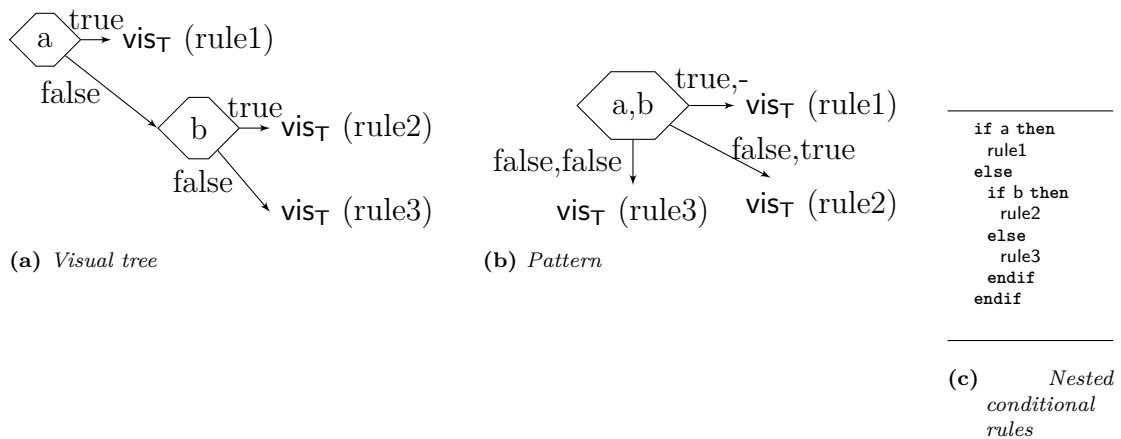 a
true
vis_T (rule1)
false
b
true
vis_T (rule2)
false
vis_T (rule3)
(a) Visual tree
a,b
true,-
vis_T (rule1)
false,false
false,true
vis_T (rule3)
vis_T (rule2)
(b) Pattern
if a then
rule1
else
if b then
rule2
else
rule3
endif
endif
(c) Nested
conditional
rules